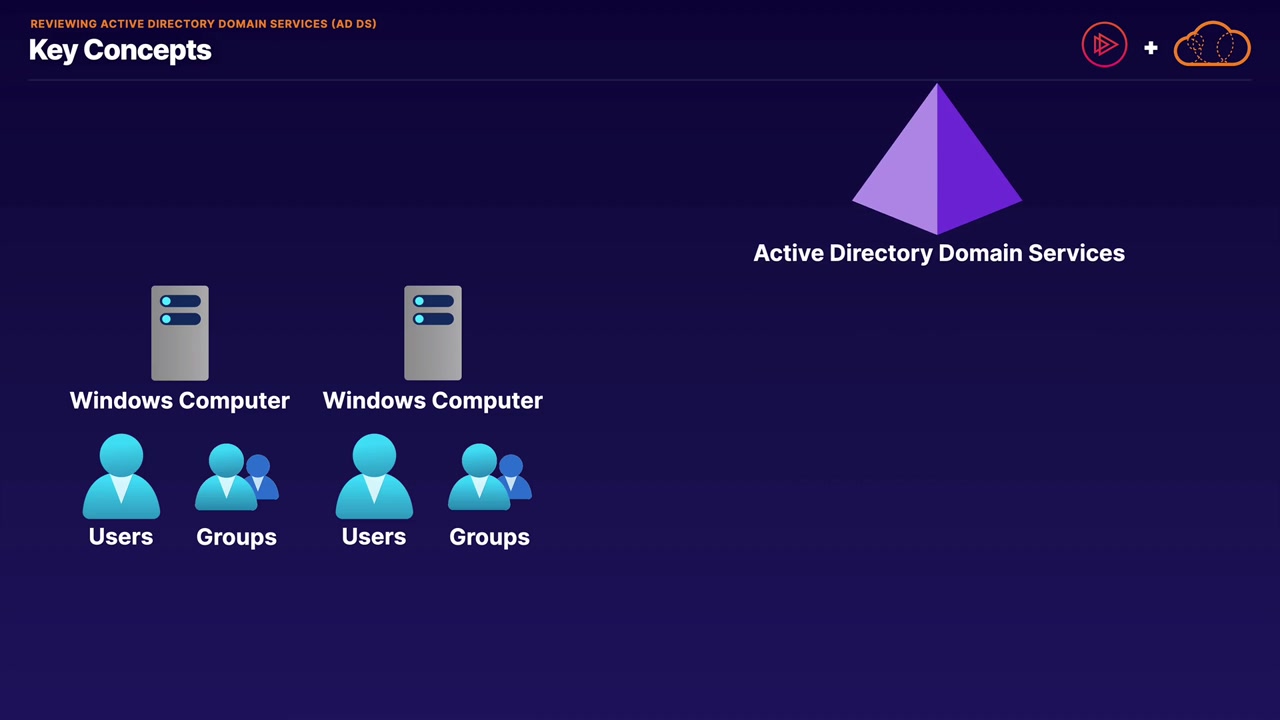 REVIEWING ACTIVE DIRECTORY DOMAIN SERVICES (AD DS)
Key Concepts
+
Active Directory Domain Services
Windows Computer
Windows Computer
Users
Groups
Users
Groups